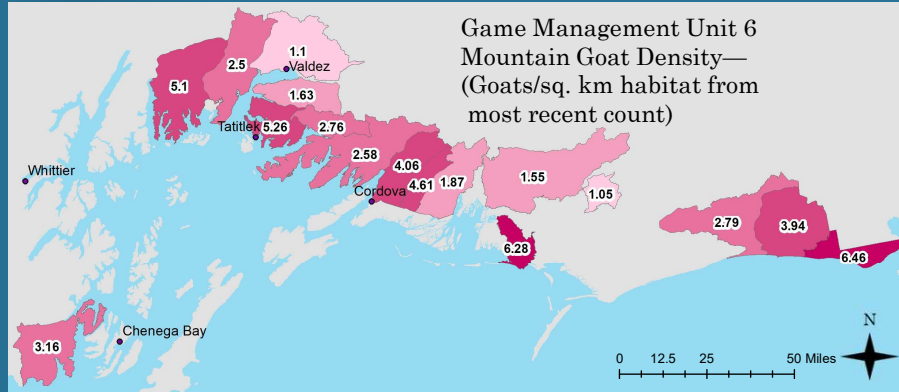 Game Management Unit 6
Mountain Goat Density—
(Goats/sq. km habitat from
most recent count)
1.1
2.5
Valdez
5.1
1.63
Tatitlek
5.26
2.76
2.58
4.06
Whittier
4.61
1.87
1.55
1.05
Cordova
2.79
3.94
6.28
6.46
Chenega Bay
3.16
N
0 12.5 25 50 Miles